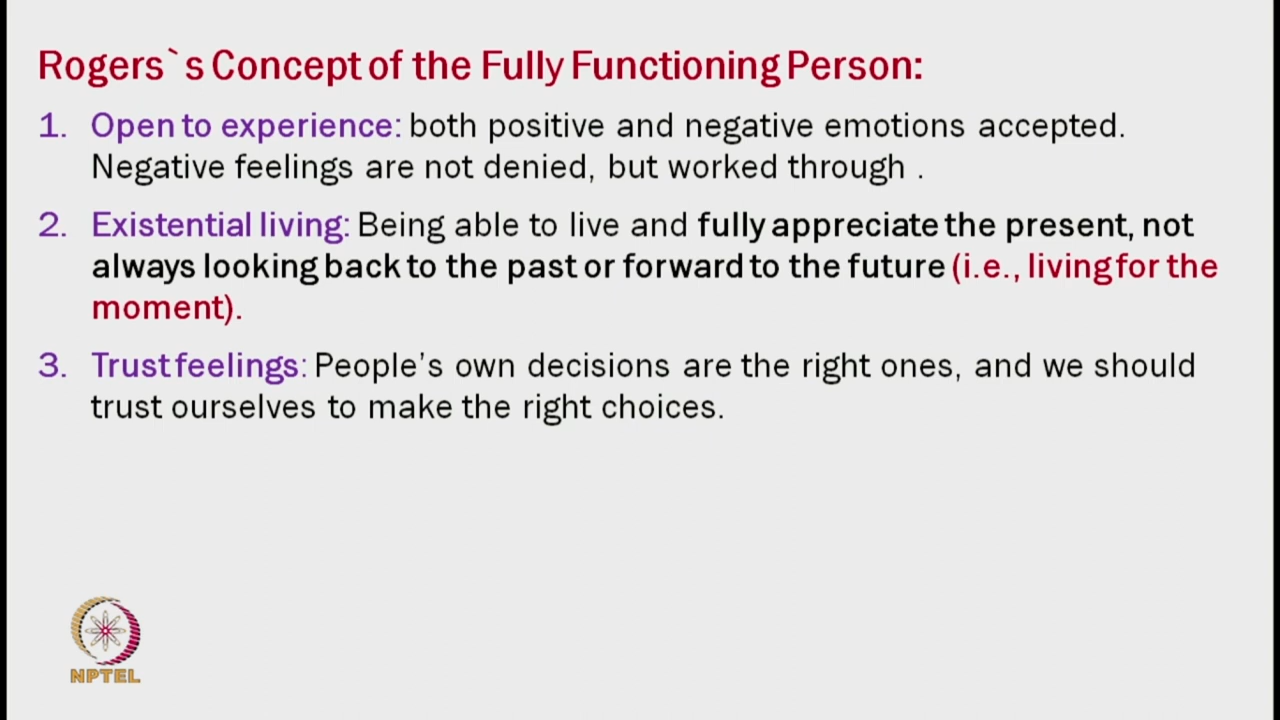 Rogers`s Concept of the Fully Functioning Person:
1. Open to experience: both positive and negative emotions accepted.
Negative feelings are not denied, but worked through .
2. Existential living: Being able to live and fully appreciate the present, not
always looking back to the past or forward to the future (i.e., living for the
moment).
3. Trust feelings: People’s own decisions are the right ones, and we should
trust ourselves to make the right choices.
NPTEL